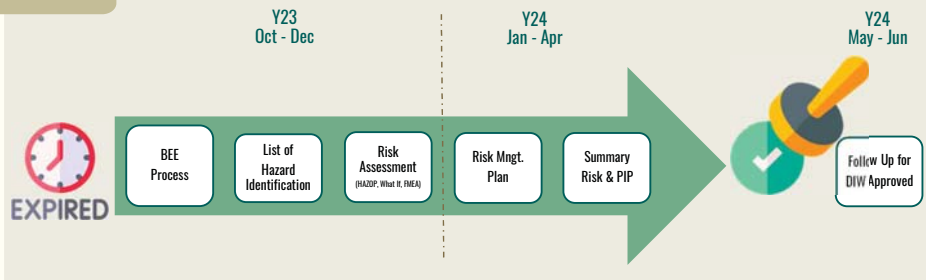 Y23
Oct - Dec
Y24
Jan - Apr
Y24
May - Jun
EXPIRED
BEE
Process
List of
Hazard
Identification
Risk
Assessment
(HAZOP, What If, FMEA)
Risk Mngt.
Plan
Summary
Risk & PIP
Follow Up for
DIW Approved